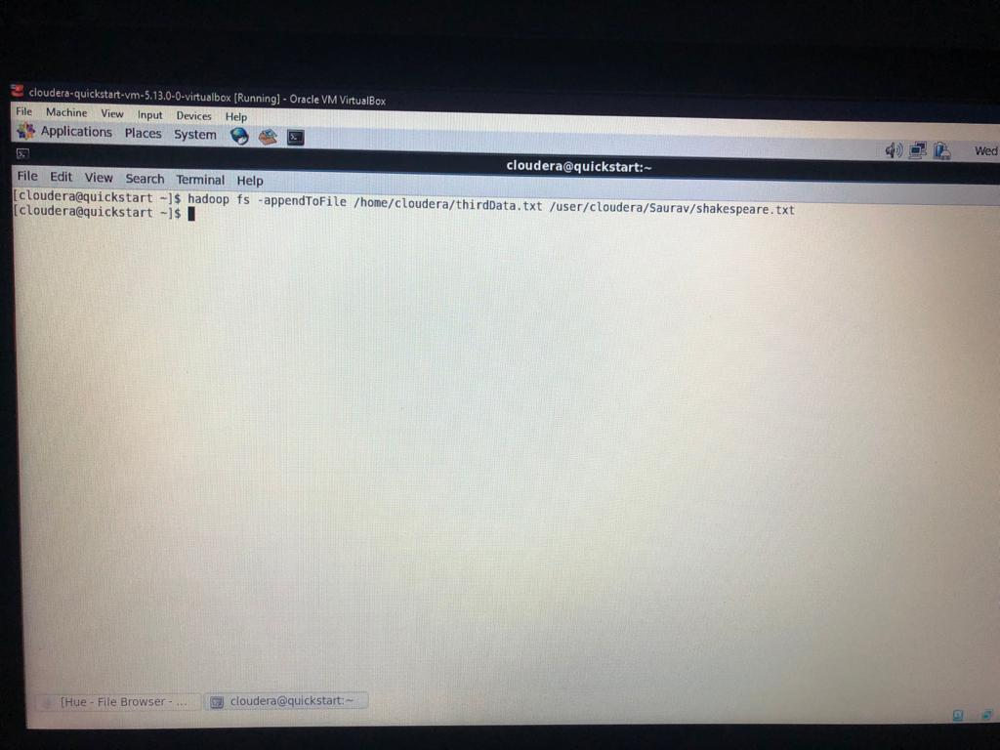 cloudera-quickstart-vm-5.13.0-0-virtualbox [Running] - Oracle VM VirtualBox
File Machine View Input Devices Help
Applications Places System Wed
cloudera@quickstart:~
File Edit View Search Terminal Help
[cloudera@quickstart ~]$ hadoop fs -appendToFile /home/cloudera/thirdData.txt /user/cloudera/Saurav/shakespeare.txt
[cloudera@quickstart ~]$
[Hue - File Browser - ... cloudera@quickstart:~